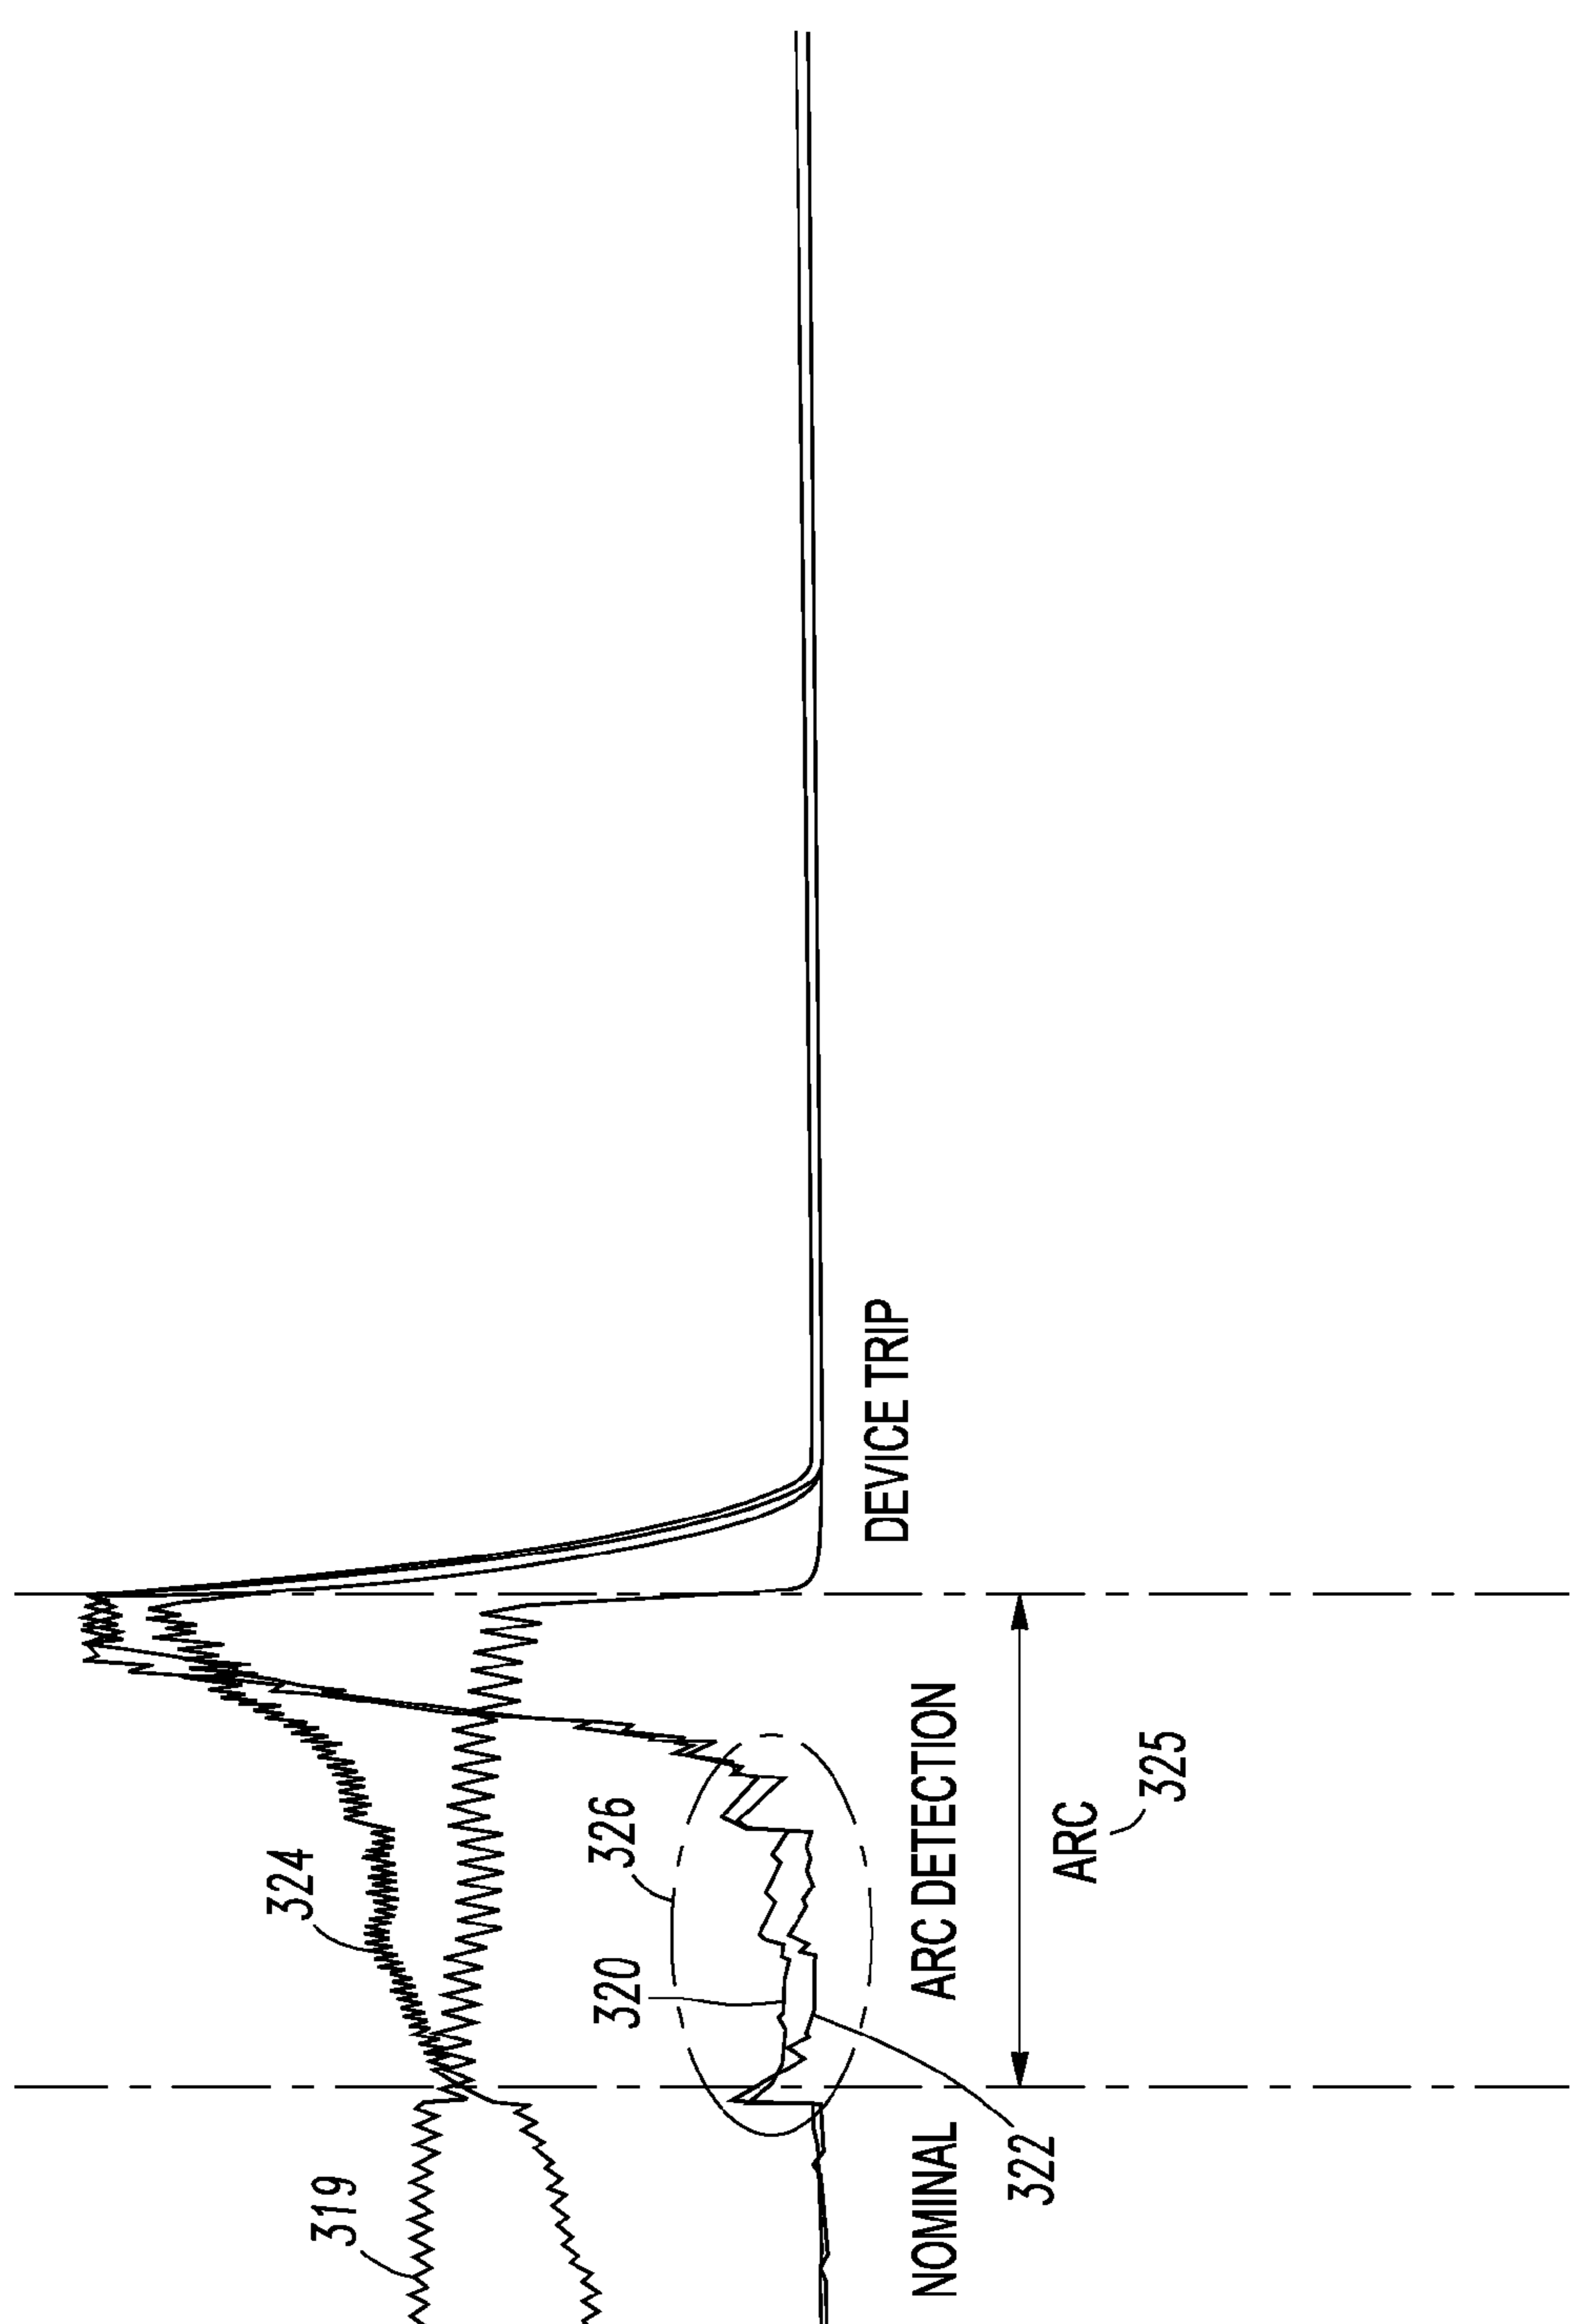 319
324
326
320
NOMINAL
ARC DETECTION
DEVICE TRIP
322
ARC
325